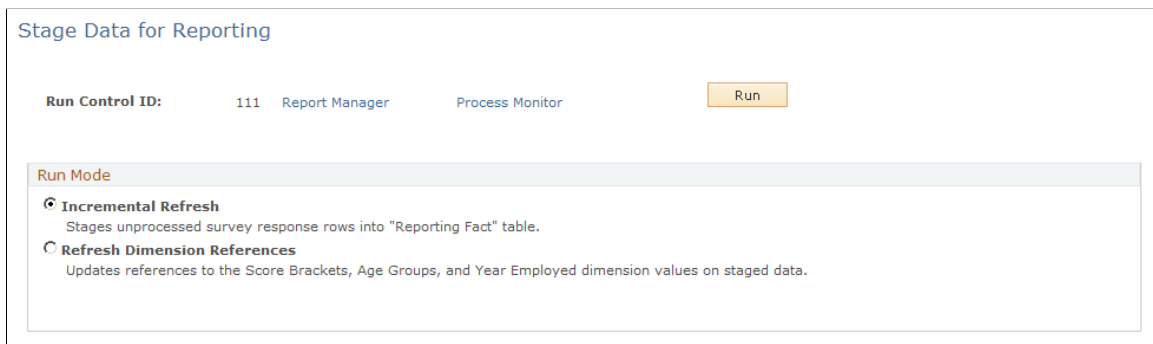 Stage Data for Reporting
Run Control ID: 111 Report Manager Process Monitor Run
Run Mode
Incremental Refresh
Stages unprocessed survey response rows into "Reporting Fact" table.
Refresh Dimension References
Updates references to the Score Brackets, Age Groups, and Year Employed dimension values on staged data.